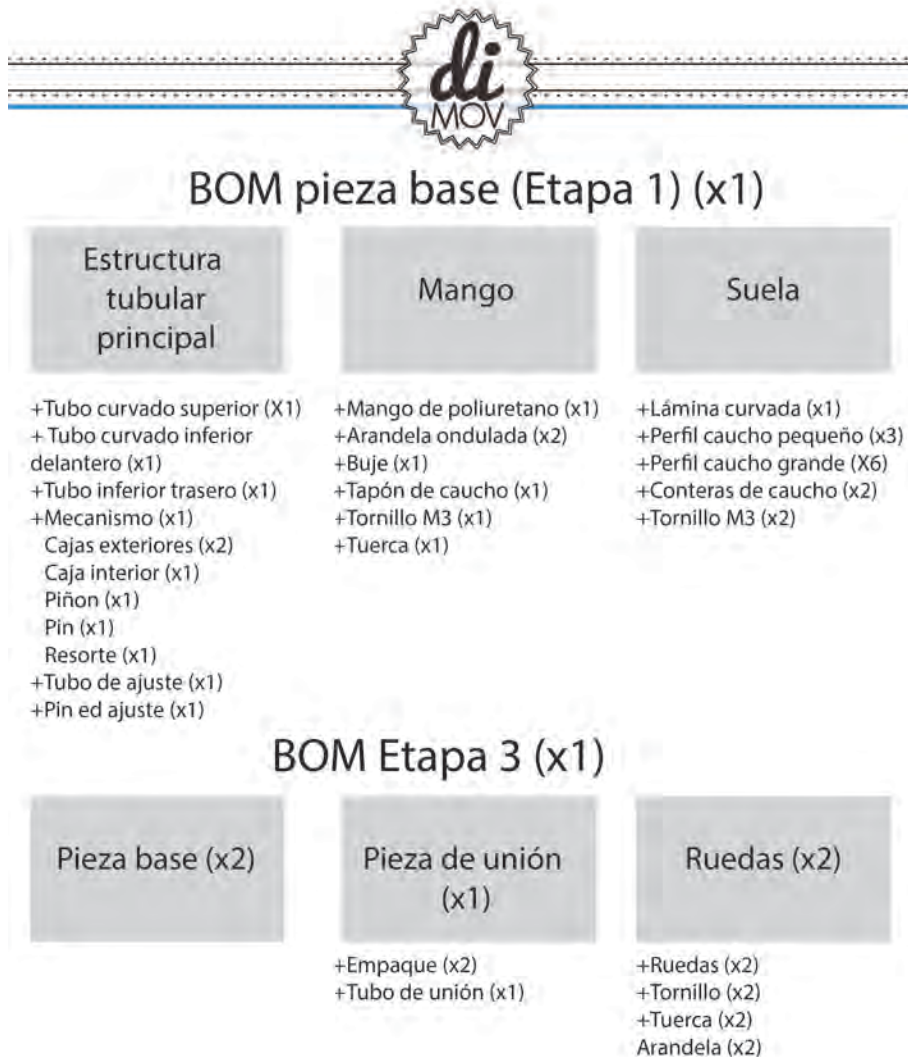 di
MOV
BOM pieza base (Etapa 1) (x1)
Estructura
tubular
principal
+Tubo curvado superior (X1)
+ Tubo curvado inferior
delantero (x1)
+Tubo inferior trasero (x1)
+Mecanismo (x1)
Cajas exteriores (x2)
Caja interior (x1)
Piñon (x1)
Pin (x1)
Resorte (x1)
+Tubo de ajuste (x1)
+Pin ed ajuste (x1)
Mango
+Mango de poliuretano (x1)
+Arandela ondulada (x2)
+Buje (x1)
+Tapón de caucho (x1)
+Tornillo M3 (x1)
+Tuerca (x1)
Suela
+Lámina curvada (x1)
+Perfil caucho pequeño (x3)
+Perfil caucho grande (X6)
+Conteras de caucho (x2)
+Tornillo M3 (x2)
BOM Etapa 3 (x1)
Pieza base (x2)
Pieza de unión
(x1)
+Empaque (x2)
+Tubo de unión (x1)
Ruedas (x2)
+Ruedas (x2)
+Tornillo (x2)
+Tuerca (x2)
Arandela (x2)